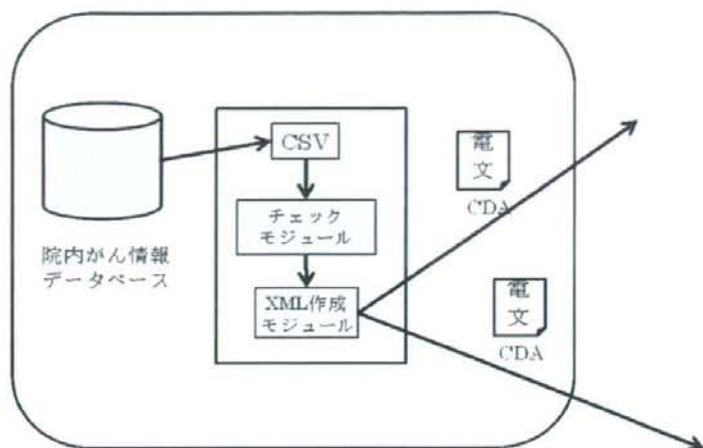 CSV
チェック
モジュール
XML作成
モジュール
院内がん情報
データベース
電
文
CDA
電
文
CDA